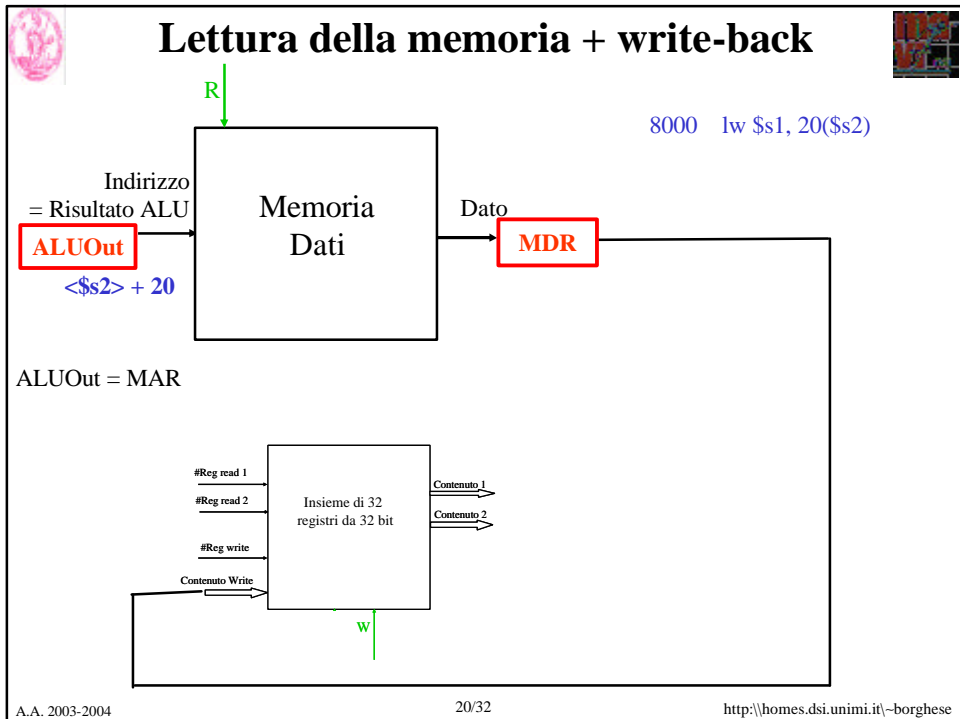 Lettura della memoria + write-back
R
8000 lw $s1, 20($s2)
Indirizzo
= Risultato ALU
Memoria
Dati
Dato
ALUOut
MDR
<$s2> + 20
ALUOut = MAR
#Reg read 1
#Reg read 2
#Reg write
Contenuto Write
Insieme di 32
registri da 32 bit
Contenuto 1
Contenuto 2
W
A.A. 2003-2004
20/32
http:\\homes.dsi.unimi.it\~borghese